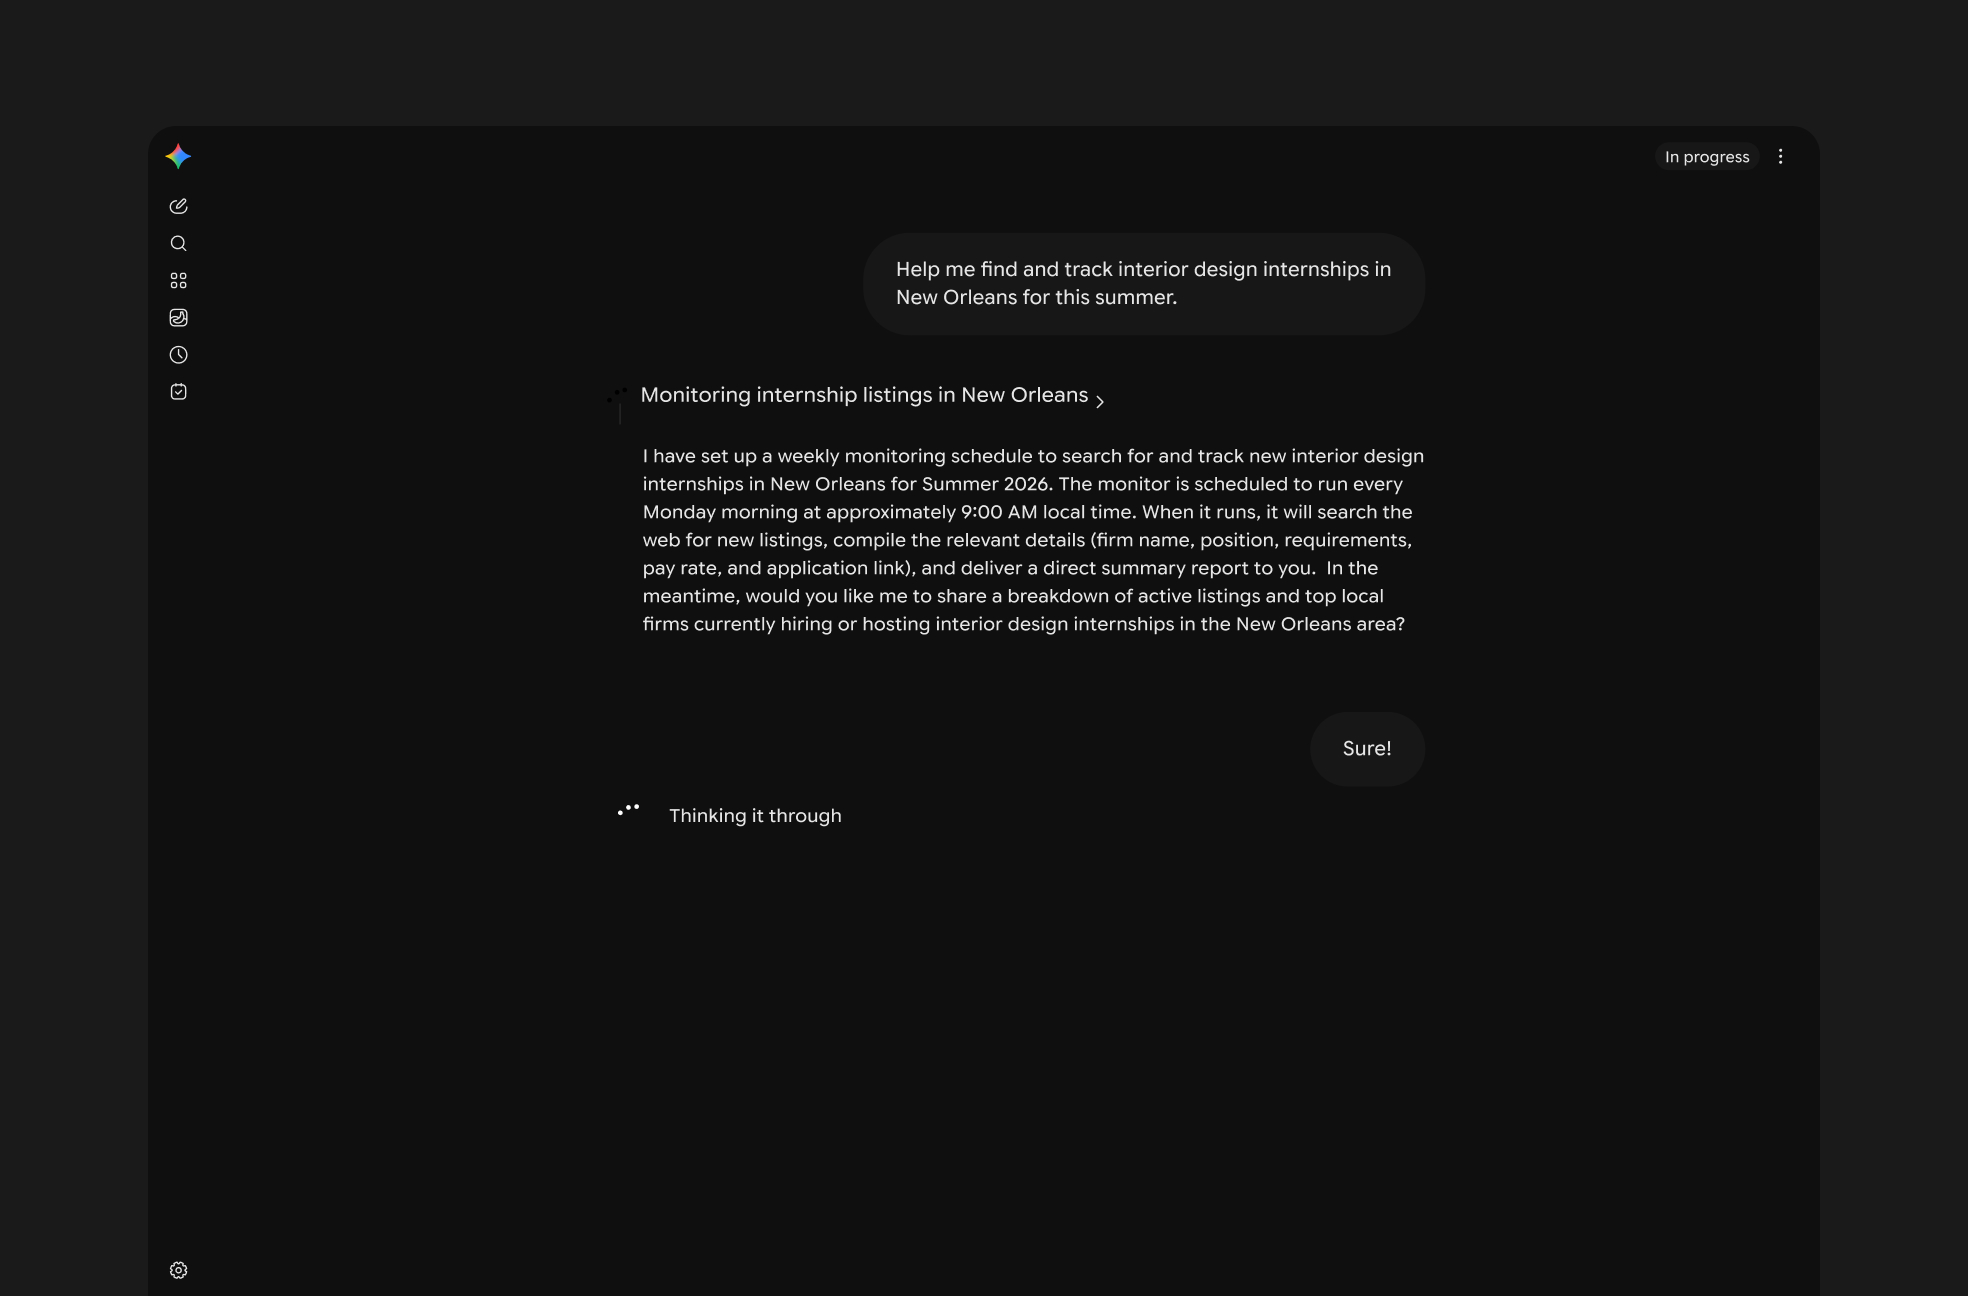 In progress
Help me find and track interior design internships in
New Orleans for this summer.
Monitoring internship listings in New Orleans
I have set up a weekly monitoring schedule to search for and track new interior design
internships in New Orleans for Summer 2026. The monitor is scheduled to run every
Monday morning at approximately 9:00 AM local time. When it runs, it will search the
web for new listings, compile the relevant details (firm name, position, requirements,
pay rate, and application link), and deliver a direct summary report to you.  In the
meantime, would you like me to share a breakdown of active listings and top local
firms currently hiring or hosting interior design internships in the New Orleans area?
Sure!
Thinking it through